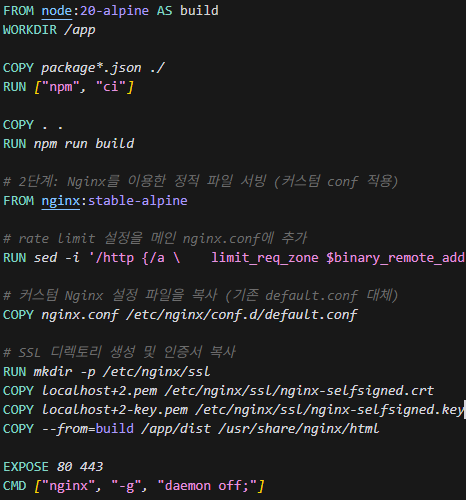 FROM node:20-alpine AS build
WORKDIR /app
COPY package*.json ./
RUN ["npm", "ci"]
COPY . .
RUN npm run build
# 2단계: Nginx를 이용한 정적 파일 서빙 (커스텀 conf 적용)
FROM nginx:stable-alpine
# rate limit 설정을 메인 nginx.conf에 추가
RUN sed -i '/http {/a \    limit_req_zone $binary_remote_add
# 커스텀 Nginx 설정 파일을 복사 (기존 default.conf 대체)
COPY nginx.conf /etc/nginx/conf.d/default.conf
# SSL 디렉토리 생성 및 인증서 복사
RUN mkdir -p /etc/nginx/ssl
COPY localhost+2.pem /etc/nginx/ssl/nginx-selfsigned.crt
COPY localhost+2-key.pem /etc/nginx/ssl/nginx-selfsigned.key
COPY --from=build /app/dist /usr/share/nginx/html
EXPOSE 80 443
CMD ["nginx", "-g", "daemon off;"]